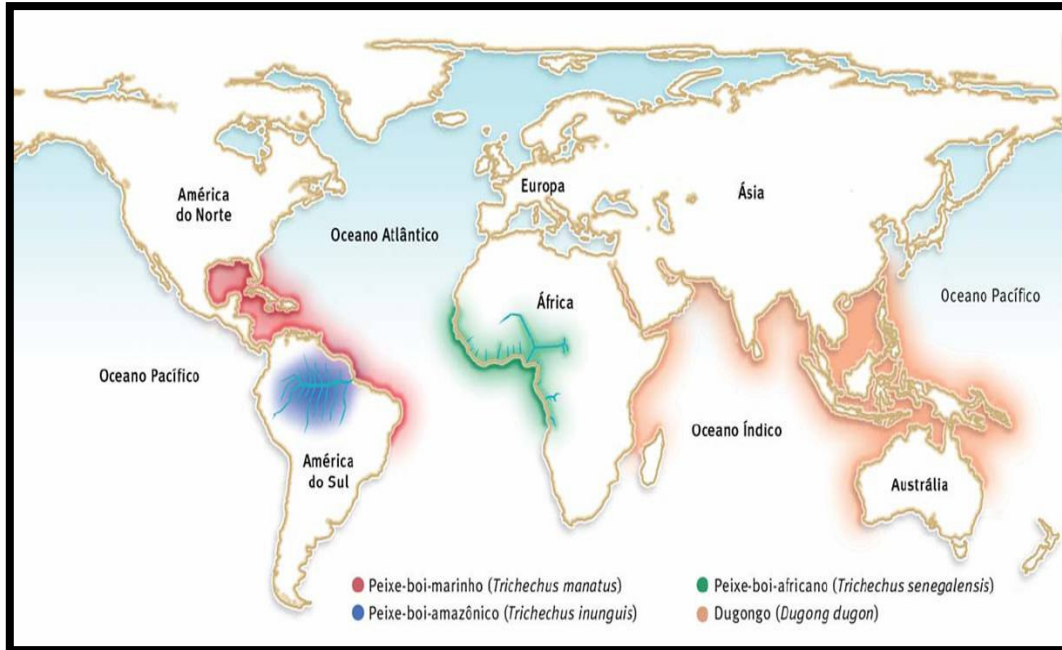 América
do Norte
Europa
Ásia
Oceano Atlântico
África
Oceano Pacífico
Oceano Pacífico
Oceano Índico
América
do Sul
Austrália
Peixe-boi-marinho (Trichechus manatus)
Peixe-boi-africano (Trichechus senegalensis)
Peixe-boi-amazônico (Trichechus inunguis)
Dugongo (Dugong dugon)